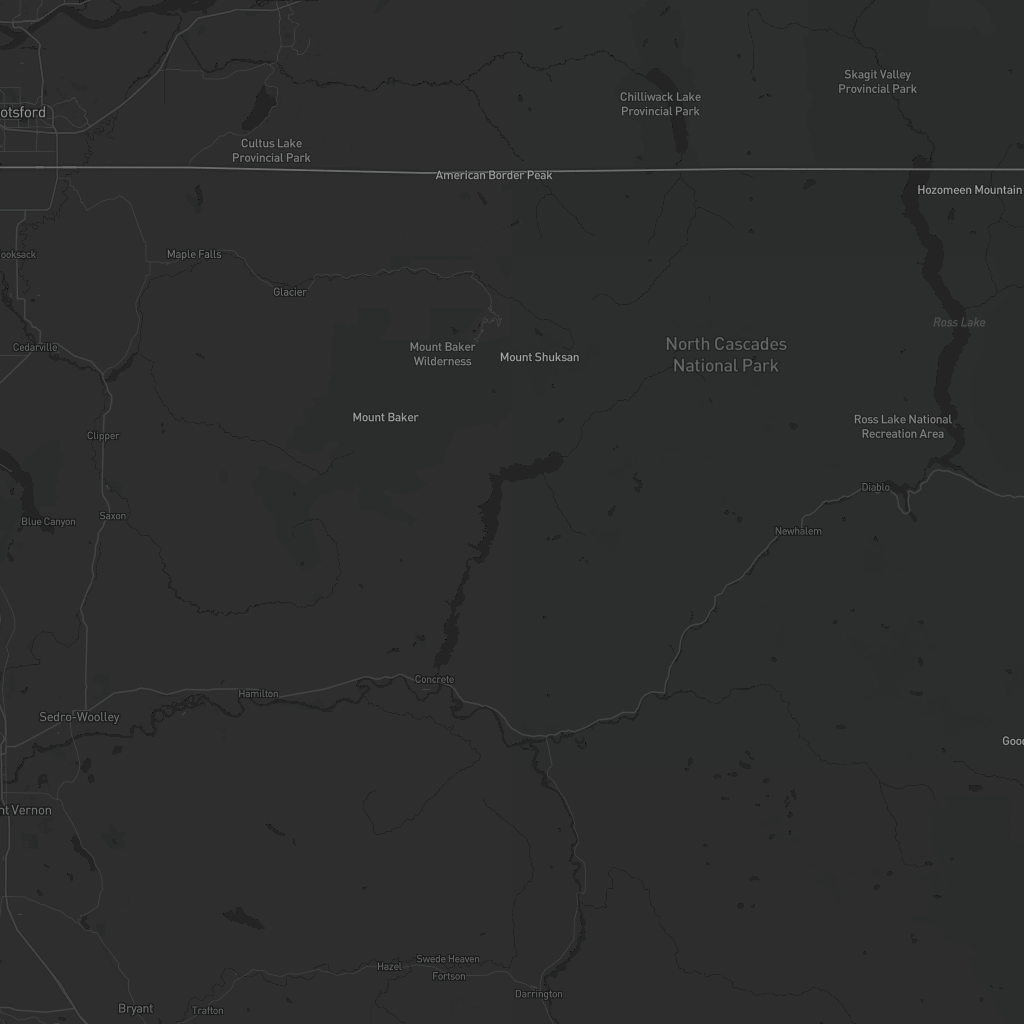 Skagit Valley
Provincial Park
Chilliwack Lake
Provincial Park
otsford
Cultus Lake
Provincial Park
American Border Peak
Hozomeen Mountain
ooksack
Maple Falls
Glacier
Ross Lake
Cedarville
Mount Baker
Wilderness
Mount Shuksan
North Cascades
National Park
Mount Baker
Ross Lake National
Recreation Area
Clipper
Diablo
Saxon
Blue Canyon
Newhalem
Concrete
Hamilton
Sedro-Woolley
Good
nt Vernon
Swede Heaven
Hazel
Fortson
Darrington
Bryant
Trafton